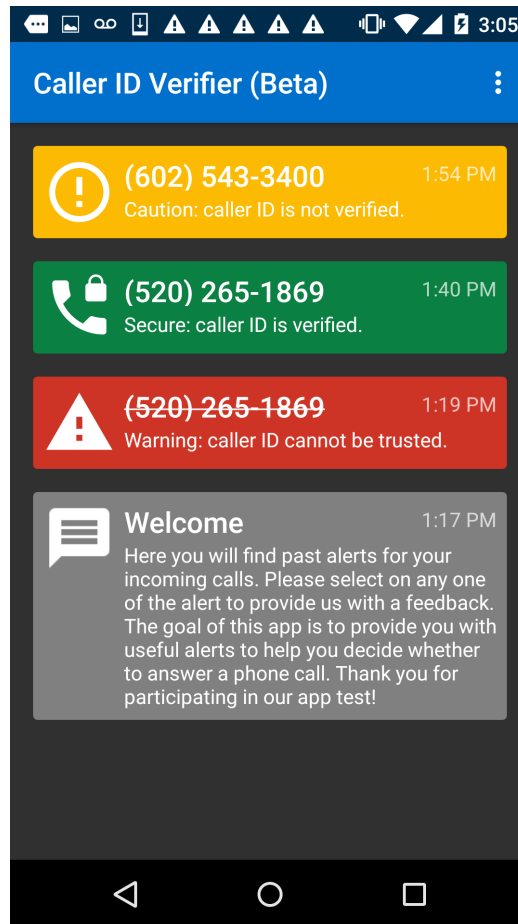 3:05
Caller ID Verifier (Beta)
(602) 543-3400 1:54 PM
Caution: caller ID is not verified.
(520) 265-1869 1:40 PM
Secure: caller ID is verified.
(520) 265-1869 1:19 PM
Warning: caller ID cannot be trusted.
Welcome 1:17 PM
Here you will find past alerts for your
incoming calls. Please select on any one
of the alert to provide us with a feedback.
The goal of this app is to provide you with
useful alerts to help you decide whether
to answer a phone call. Thank you for
participating in our app test!